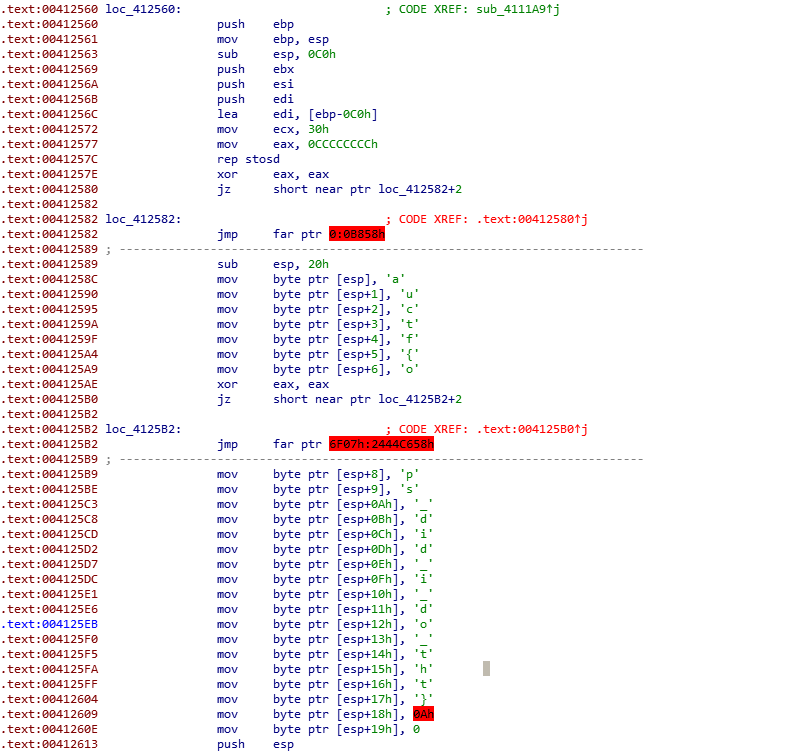 .text:00412560 loc_412560: ; CODE XREF: sub_4111A9↑j
.text:00412560 push ebp
.text:00412561 mov ebp, esp
.text:00412563 sub esp, 0C0h
.text:00412569 push ebx
.text:0041256A push esi
.text:0041256B push edi
.text:0041256C lea edi, [ebp-0C0h]
.text:00412572 mov ecx, 30h
.text:00412577 mov eax, 0CCCCCCCCh
.text:0041257C rep stosd
.text:0041257E xor eax, eax
.text:00412580 jz short near ptr loc_412582+2
.text:00412582
.text:00412582 loc_412582: ; CODE XREF: .text:00412580↑j
.text:00412582 jmp far ptr 0:0B858h
.text:00412589 ; ---------------------------------------------------------------------------
.text:00412589 sub esp, 20h
.text:0041258C mov byte ptr [esp], 'a'
.text:00412590 mov byte ptr [esp+1], 'u'
.text:00412595 mov byte ptr [esp+2], 'c'
.text:0041259A mov byte ptr [esp+3], 't'
.text:0041259F mov byte ptr [esp+4], 'f'
.text:004125A4 mov byte ptr [esp+5], '{'
.text:004125A9 mov byte ptr [esp+6], 'o'
.text:004125AE xor eax, eax
.text:004125B0 jz short near ptr loc_4125B2+2
.text:004125B2
.text:004125B2 loc_4125B2: ; CODE XREF: .text:004125B0↑j
.text:004125B2 jmp far ptr 6F07h:2444C658h
.text:004125B9 ; ---------------------------------------------------------------------------
.text:004125B9 mov byte ptr [esp+8], 'p'
.text:004125BE mov byte ptr [esp+9], 's'
.text:004125C3 mov byte ptr [esp+0Ah], '_'
.text:004125C8 mov byte ptr [esp+0Bh], 'd'
.text:004125CD mov byte ptr [esp+0Ch], 'i'
.text:004125D2 mov byte ptr [esp+0Dh], 'd'
.text:004125D7 mov byte ptr [esp+0Eh], '_'
.text:004125DC mov byte ptr [esp+0Fh], 'i'
.text:004125E1 mov byte ptr [esp+10h], '_'
.text:004125E6 mov byte ptr [esp+11h], 'd'
.text:004125EB mov byte ptr [esp+12h], 'o'
.text:004125F0 mov byte ptr [esp+13h], '_'
.text:004125F5 mov byte ptr [esp+14h], 't'
.text:004125FA mov byte ptr [esp+15h], 'h'
.text:004125FF mov byte ptr [esp+16h], 't'
.text:00412604 mov byte ptr [esp+17h], '}'
.text:00412609 mov byte ptr [esp+18h], 0Ah
.text:0041260E mov byte ptr [esp+19h], 0
.text:00412613 push esp